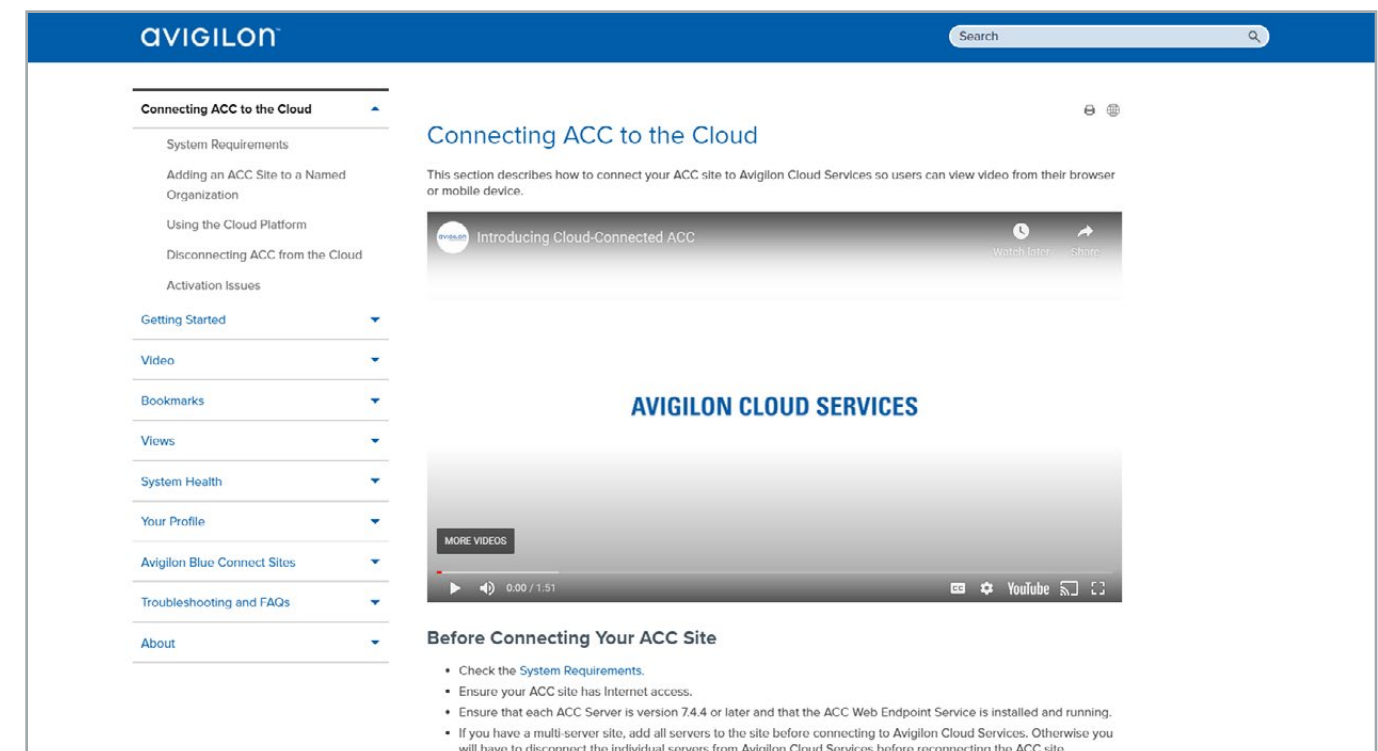 aVIGILON
Search
Connecting ACC to the Cloud
System Requirements
Adding an ACC Site to a Named
Organization
Using the Cloud Platform
Disconnecting ACC from the Cloud
Activation Issues
Getting Started
Video
Bookmarks
Views
System Health
Your Profile
Avigilon Blue Connect Sites
Troubleshooting and FAQs
About
Connecting ACC to the Cloud
This section describes how to connect your ACC site to Avigilon Cloud Services so users can view video from their browser
or mobile device.
aVIGILON
Introducing Cloud-Connected ACC
Watch later
Share
AVIGILON CLOUD SERVICES
MORE VIDEOS
0:00 / 1:51
CC
YouTube
Before Connecting Your ACC Site
• Check the System Requirements.
• Ensure your ACC site has Internet access.
• Ensure that each ACC Server is version 7.4.4 or later and that the ACC Web Endpoint Service is installed and running.
• If you have a multi-server site, add all servers to the site before connecting to Avigilon Cloud Services. Otherwise you
will have to disconnect the individual servers from Avigilon Cloud Services before reconnecting the ACC site.